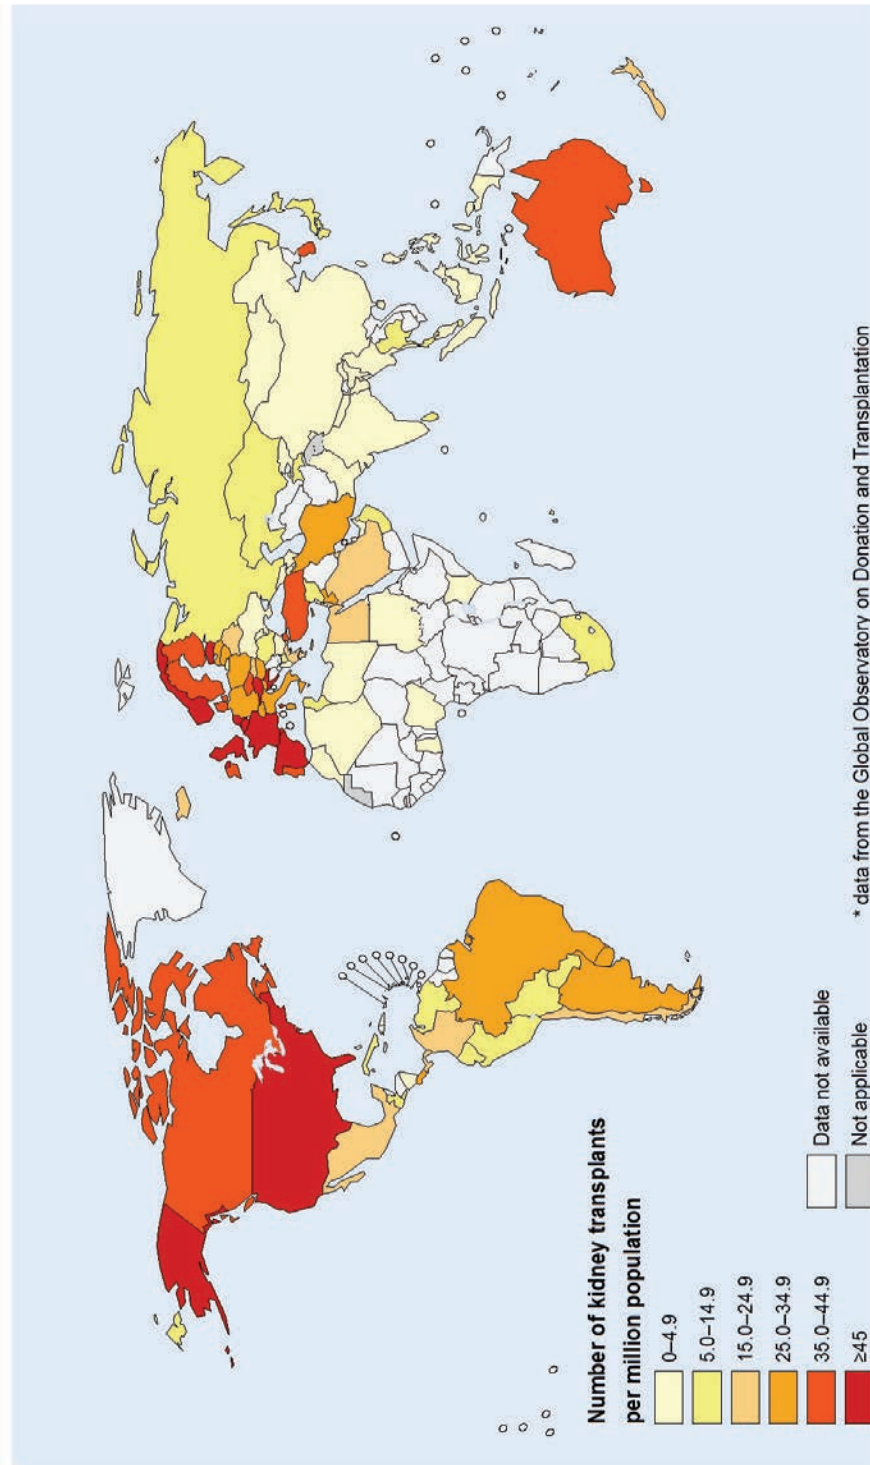 Number of kidney transplants
per million population
0–4.9
5.0–14.9
15.0–24.9
25.0–34.9
35.0–44.9
≥45
Data not available
Not applicable
* data from the Global Observatory on Donation and Transplantation